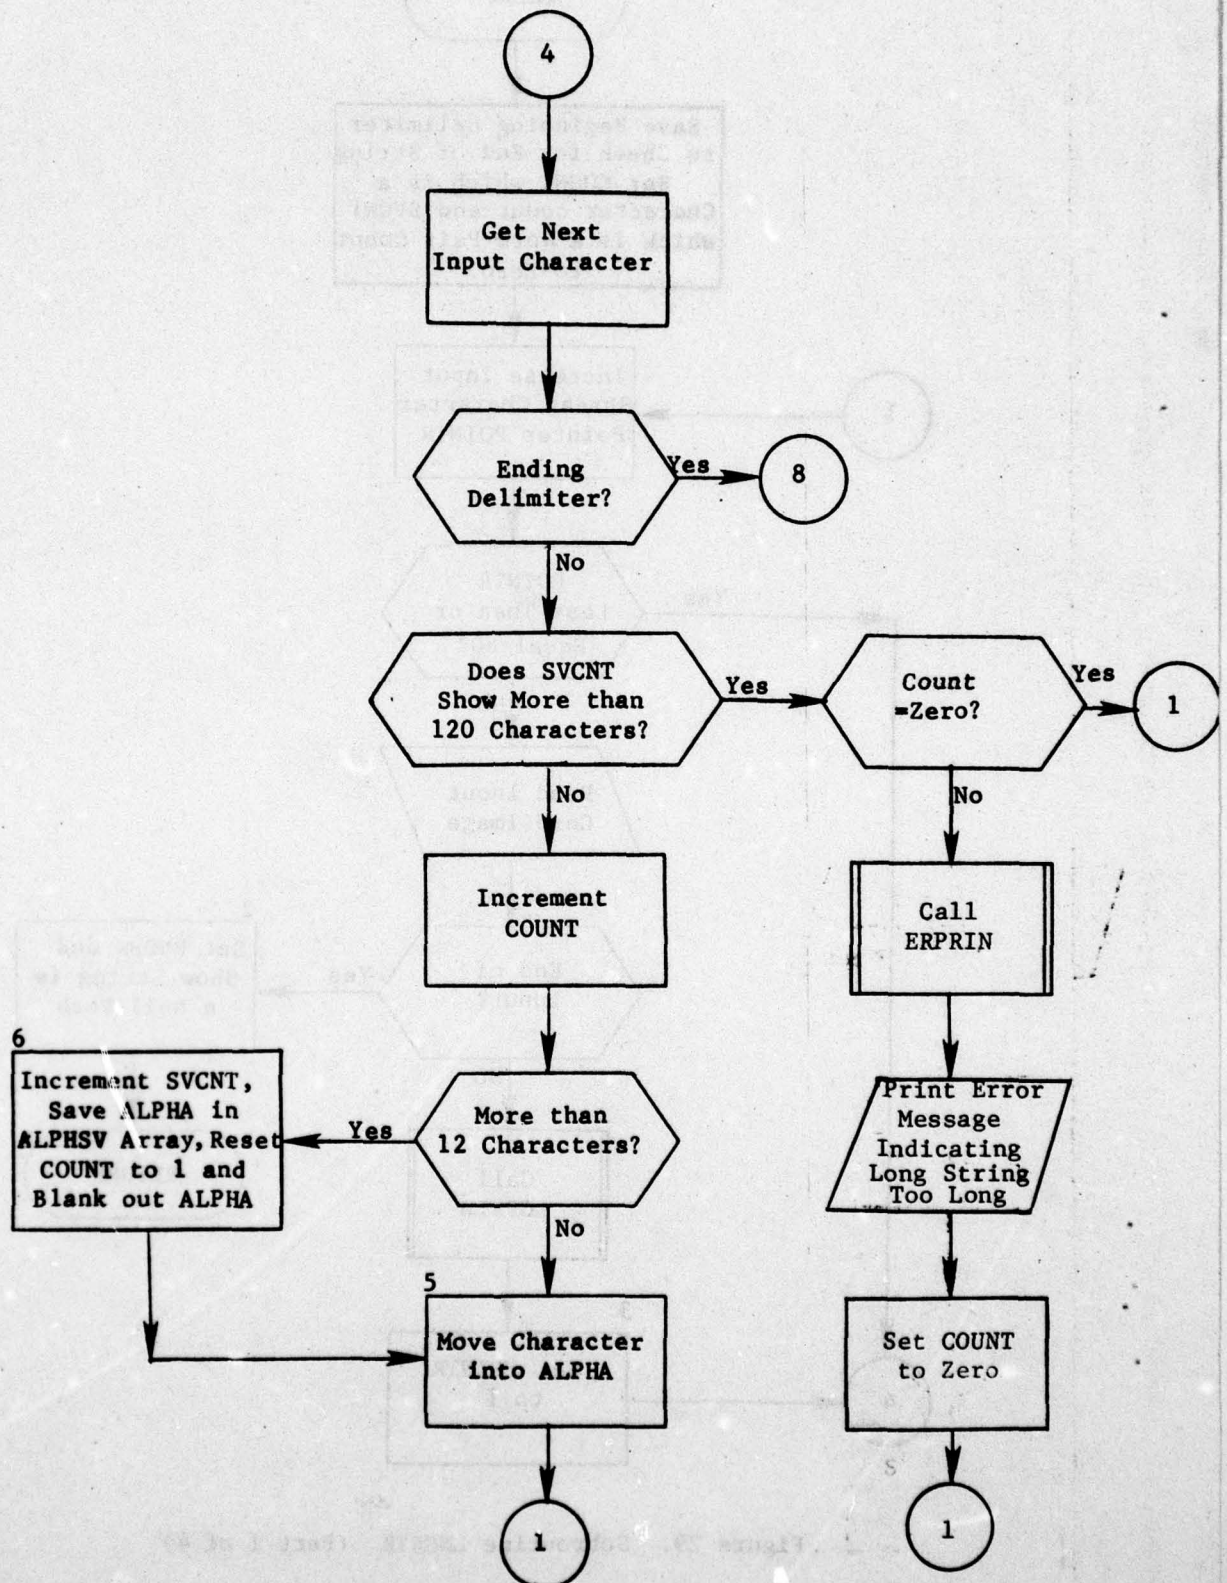 4
Get Next
Input Character
Ending
Delimiter?
Yes
8
No
Does SVCNT
Show More than
120 Characters?
Yes
Count
=Zero?
Yes
1
No
No
Increment
COUNT
Call
ERPRIN
6
Increment SVCNT,
Save ALPHA in
ALPHSV Array, Reset
COUNT to 1 and
Blank out ALPHA
Yes
More than
12 Characters?
Print Error
Message
Indicating
Long String
Too Long
No
5
Move Character
into ALPHA
Set COUNT
to Zero
1
1